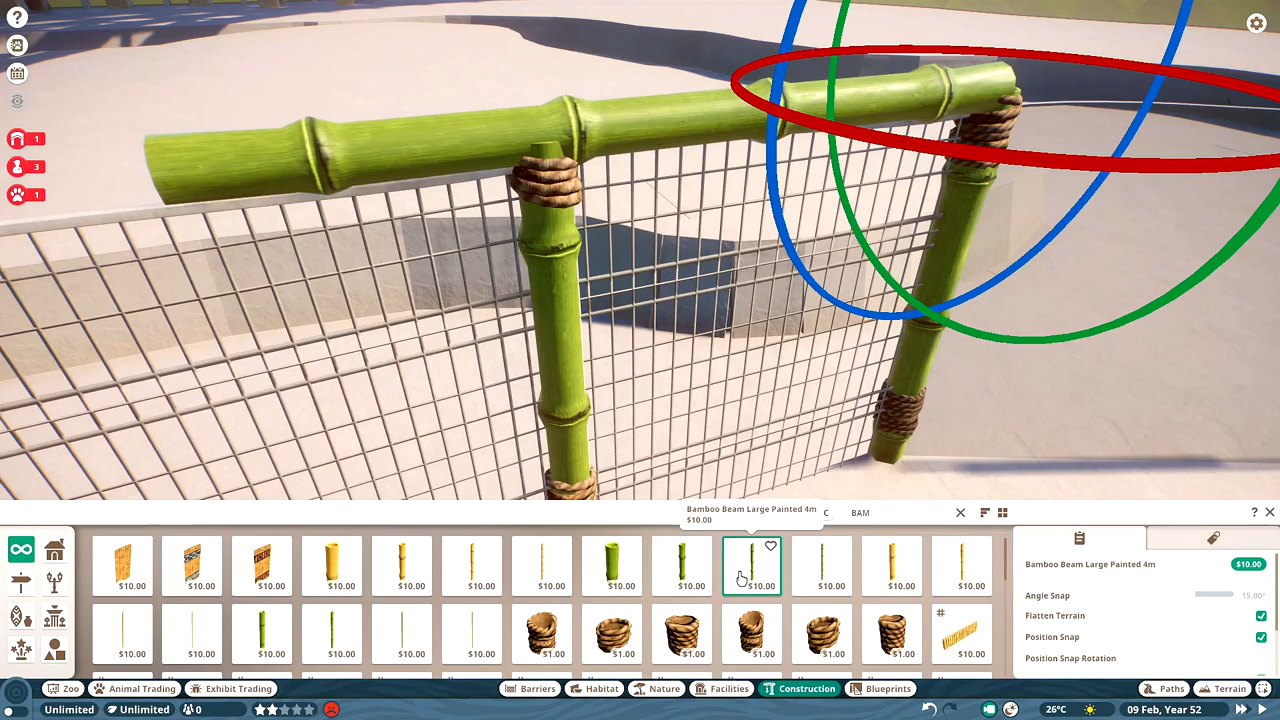 ?
1
3
1
Bamboo Beam Large Painted 4m
$10.00
C
BAM
?
$10.00
$10.00
$10.00
$10.00
$10.00
$10.00
$10.00
$10.00
$10.00
$10.00
$10.00
$10.00
$10.00
Bamboo Beam Large Painted 4m
$10.00
Angle Snap
15.00°
Flatten Terrain
Position Snap
Position Snap Rotation
$10.00
$10.00
$10.00
$10.00
$10.00
$10.00
$1.00
$1.00
$1.00
$1.00
$1.00
$1.00
#
$10.00
Zoo
Animal Trading
Exhibit Trading
Barriers
Habitat
Nature
Facilities
Construction
Blueprints
Paths
Terrain
Unlimited
Unlimited
0
26°C
09 Feb, Year 52